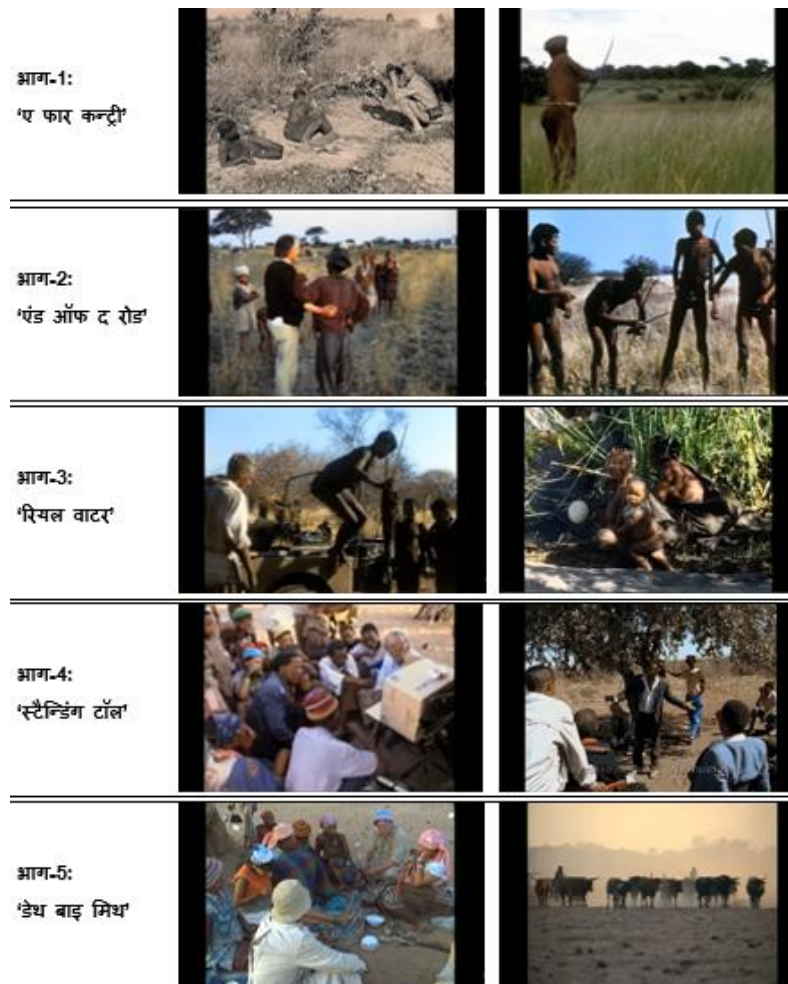 भाग-1:
‘ए फार कन्ट्री’
भाग-2:
‘एंड ऑफ द रोड’
भाग-3:
‘रियल वाटर’
भाग-4:
‘स्टैन्डिंग टॉल’
भाग-5:
‘डेथ बाइ मिथ’